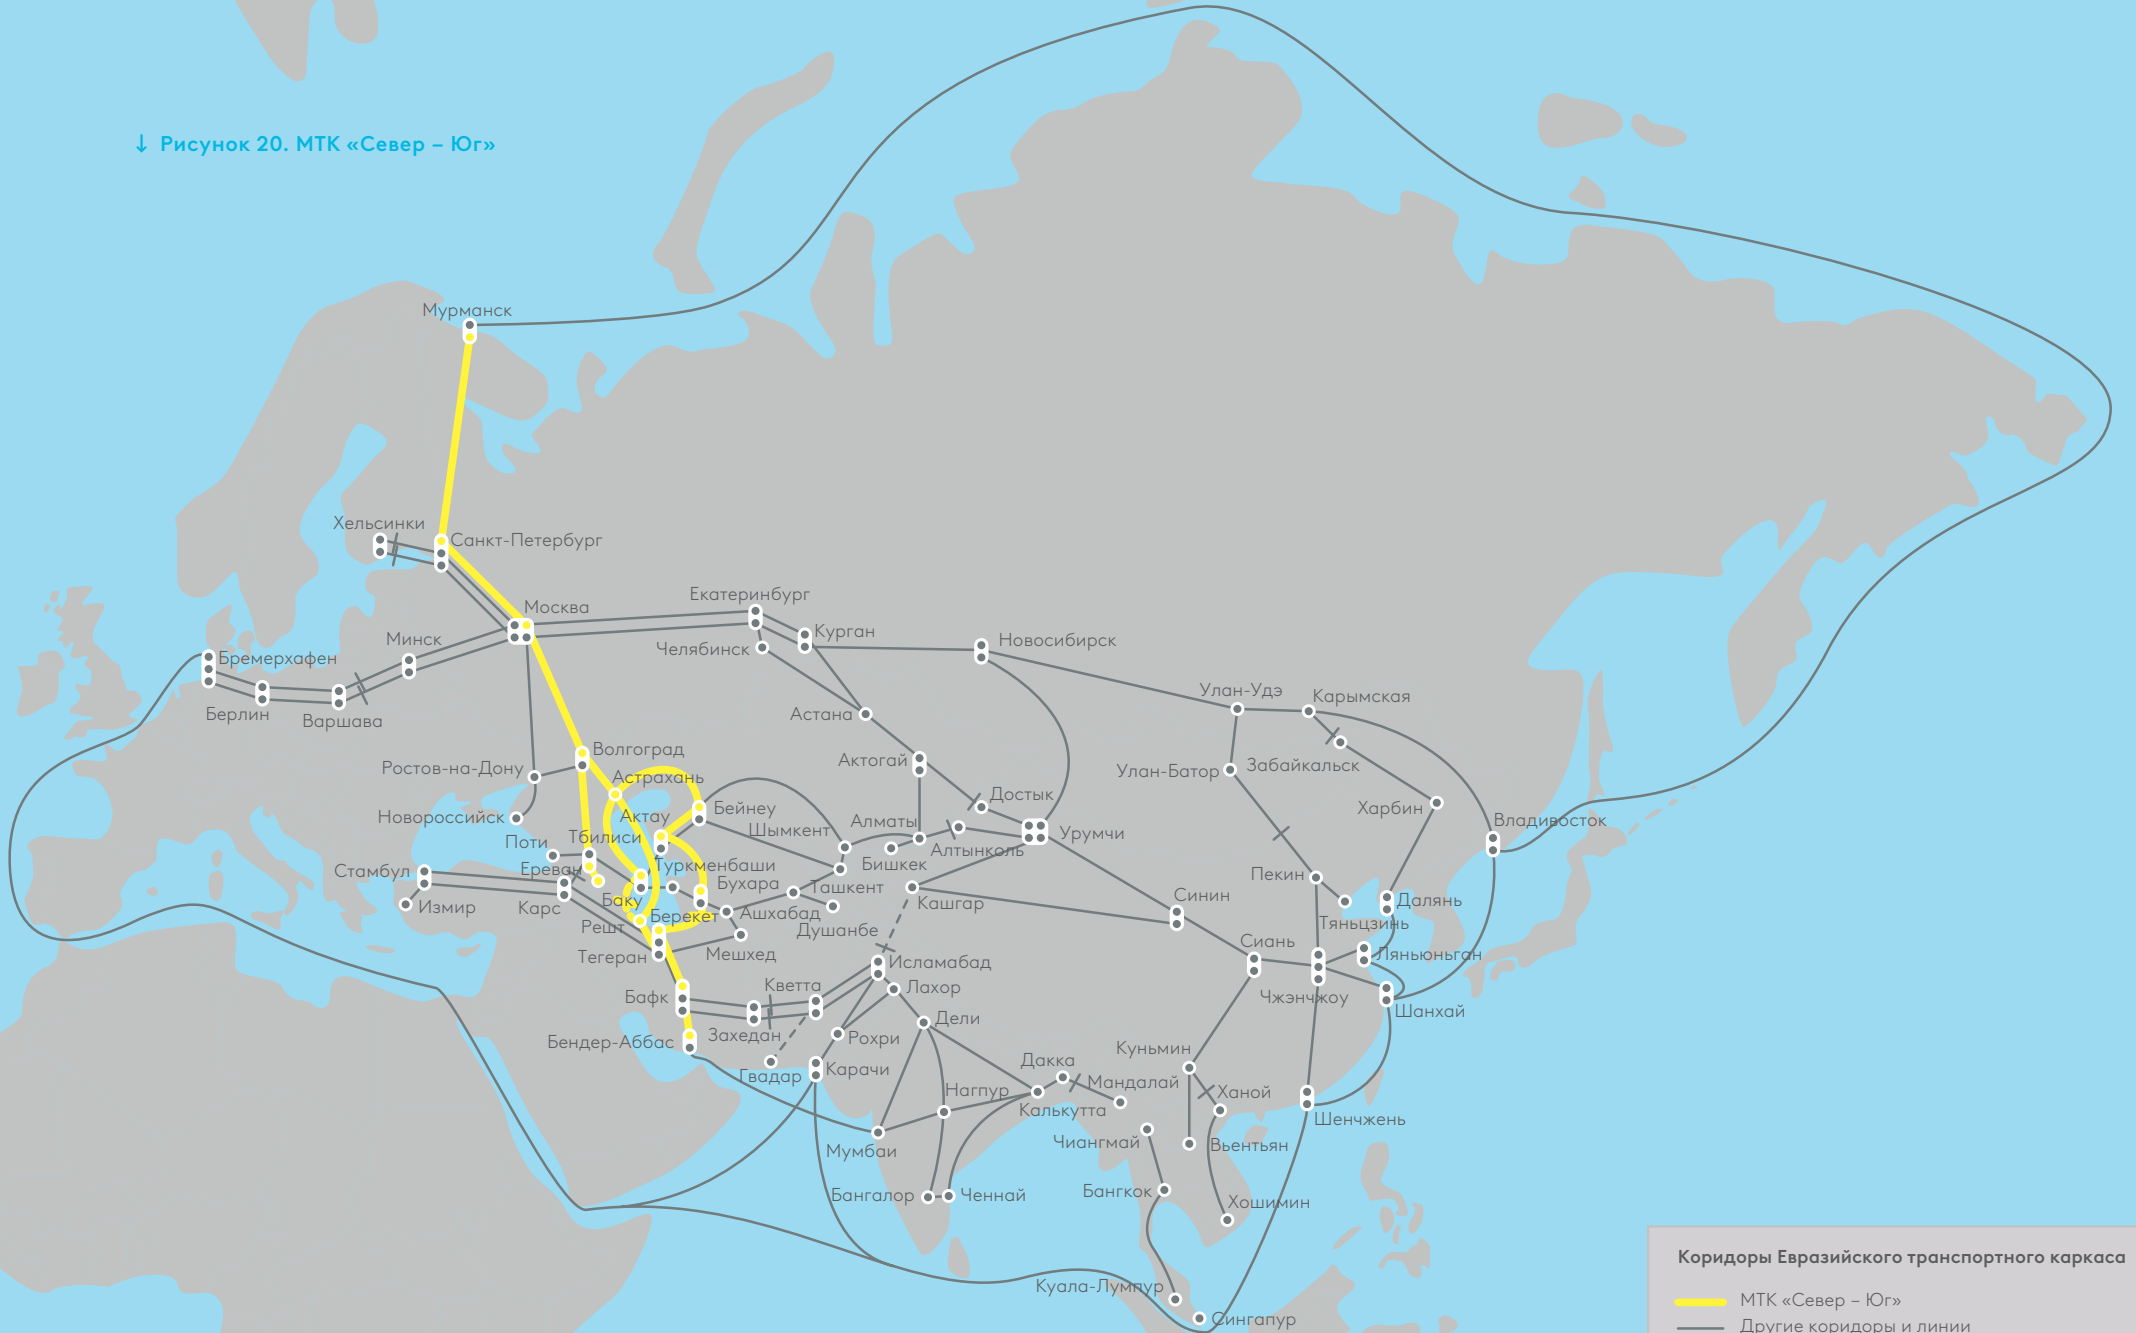 ↓ Рисунок 20. МТК «Север – Юг»
Мурманск
Хельсинки
Санкт-Петербург
Екатеринбург
Москва
Курган
Минск
Новосибирск
Челябинск
Бремерхафен
Улан-Удэ
Карымская
Берлин
Варшава
Астана
Волгоград
Актогай
Ростов-на-Дону
Улан-Батор
Забайкальск
Астрахань
Достык
Бейнеу
Харбин
Новороссийск
Актау
Алматы
Владивосток
Шымкент
Урумчи
Тбилиси
Поти
Алтынколь
Бишкек
Туркменбаши
Стамбул
Ереван
Пекин
Бухара
Ташкент
Синин
Баку
Далянь
Измир
Карс
Кашгар
Берекет
Ашхабад
Решт
Тяньцзинь
Душанбе
Сиань
Тегеран
Мешхед
Ляньюньган
Исламабад
Кветта
Лахор
Бафк
Чжэнчжоу
Шанхай
Дели
Захедан
Рохри
Бендер-Аббас
Куньмин
Дакка
Карачи
Гвадар
Мандалай
Нагпур
Ханой
Калькутта
Шенчжень
Чиангмай
Вьентьян
Мумбаи
Бангкок
Бангалор
Ченнай
Хошимин
Куала-Лумпур
Сингапур
Коридоры Евразийского транспортного каркаса
МТК «Север – Юг»
Другие коридоры и линии